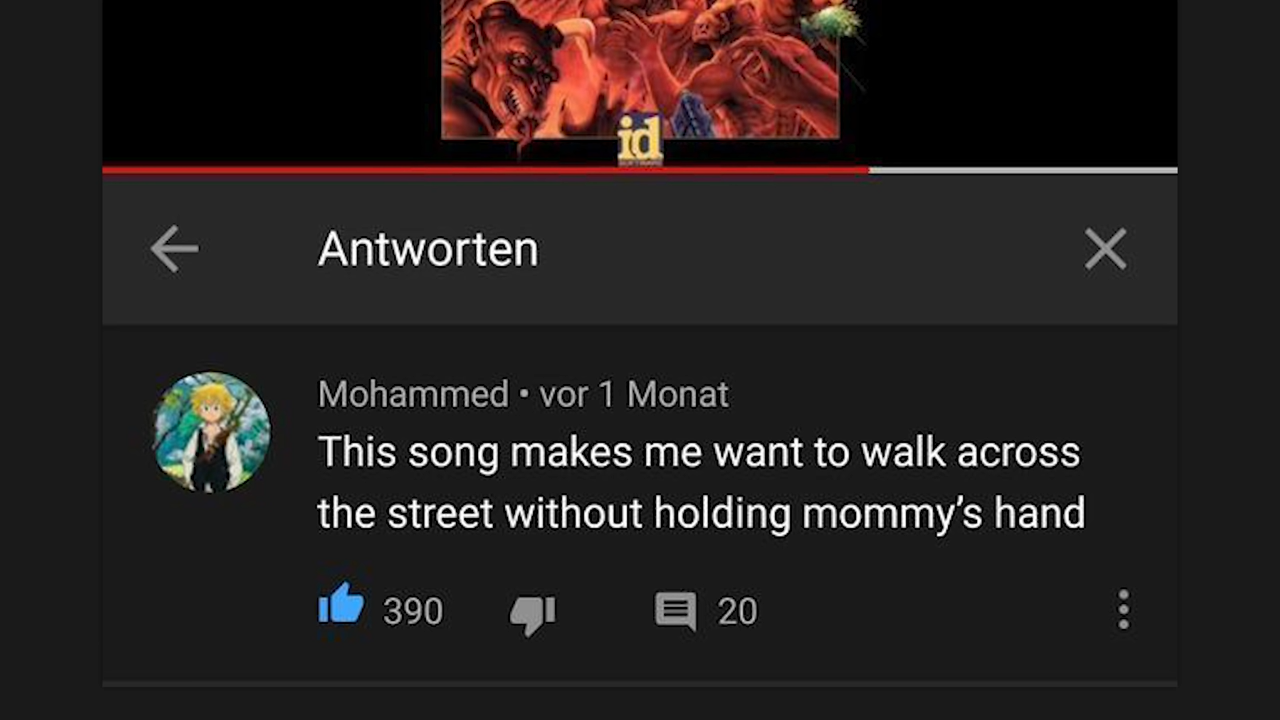 id
SOFTWARE
Antworten
Mohammed • vor 1 Monat
This song makes me want to walk across
the street without holding mommy’s hand
390
20